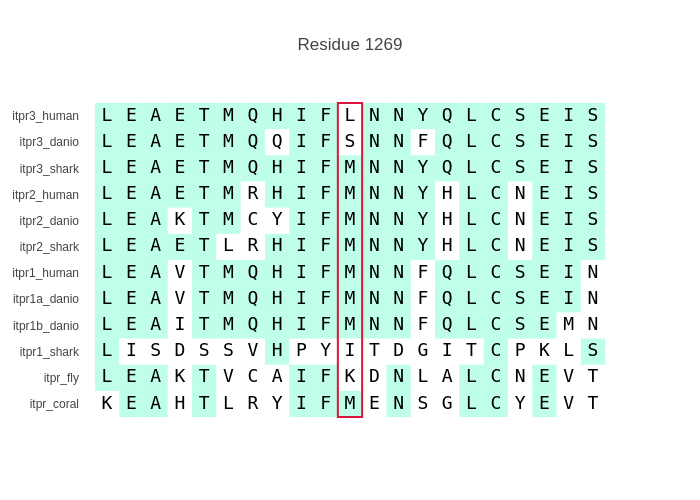 Residue 1269
itpr3_human L E A E T M Q H I F L N N Y Q L C S E I S
itpr3_danio L E A E T M Q Q I F S N N F Q L C S E I S
itpr3_shark L E A E T M Q H I F M N N Y Q L C S E I S
itpr2_human L E A E T M R H I F M N N Y H L C N E I S
itpr2_danio L E A K T M C Y I F M N N Y H L C N E I S
itpr2_shark L E A E T L R H I F M N N Y H L C N E I S
itpr1_human L E A V T M Q H I F M N N F Q L C S E I N
itpr1a_danio L E A V T M Q H I F M N N F Q L C S E I N
itpr1b_danio L E A I T M Q H I F M N N F Q L C S E M N
itpr1_shark L I S D S S V H P Y I T D G I T C P K L S
itpr_fly L E A K T V C A I F K D N L A L C N E V T
itpr_coral K E A H T L R Y I F M E N S G L C Y E V T